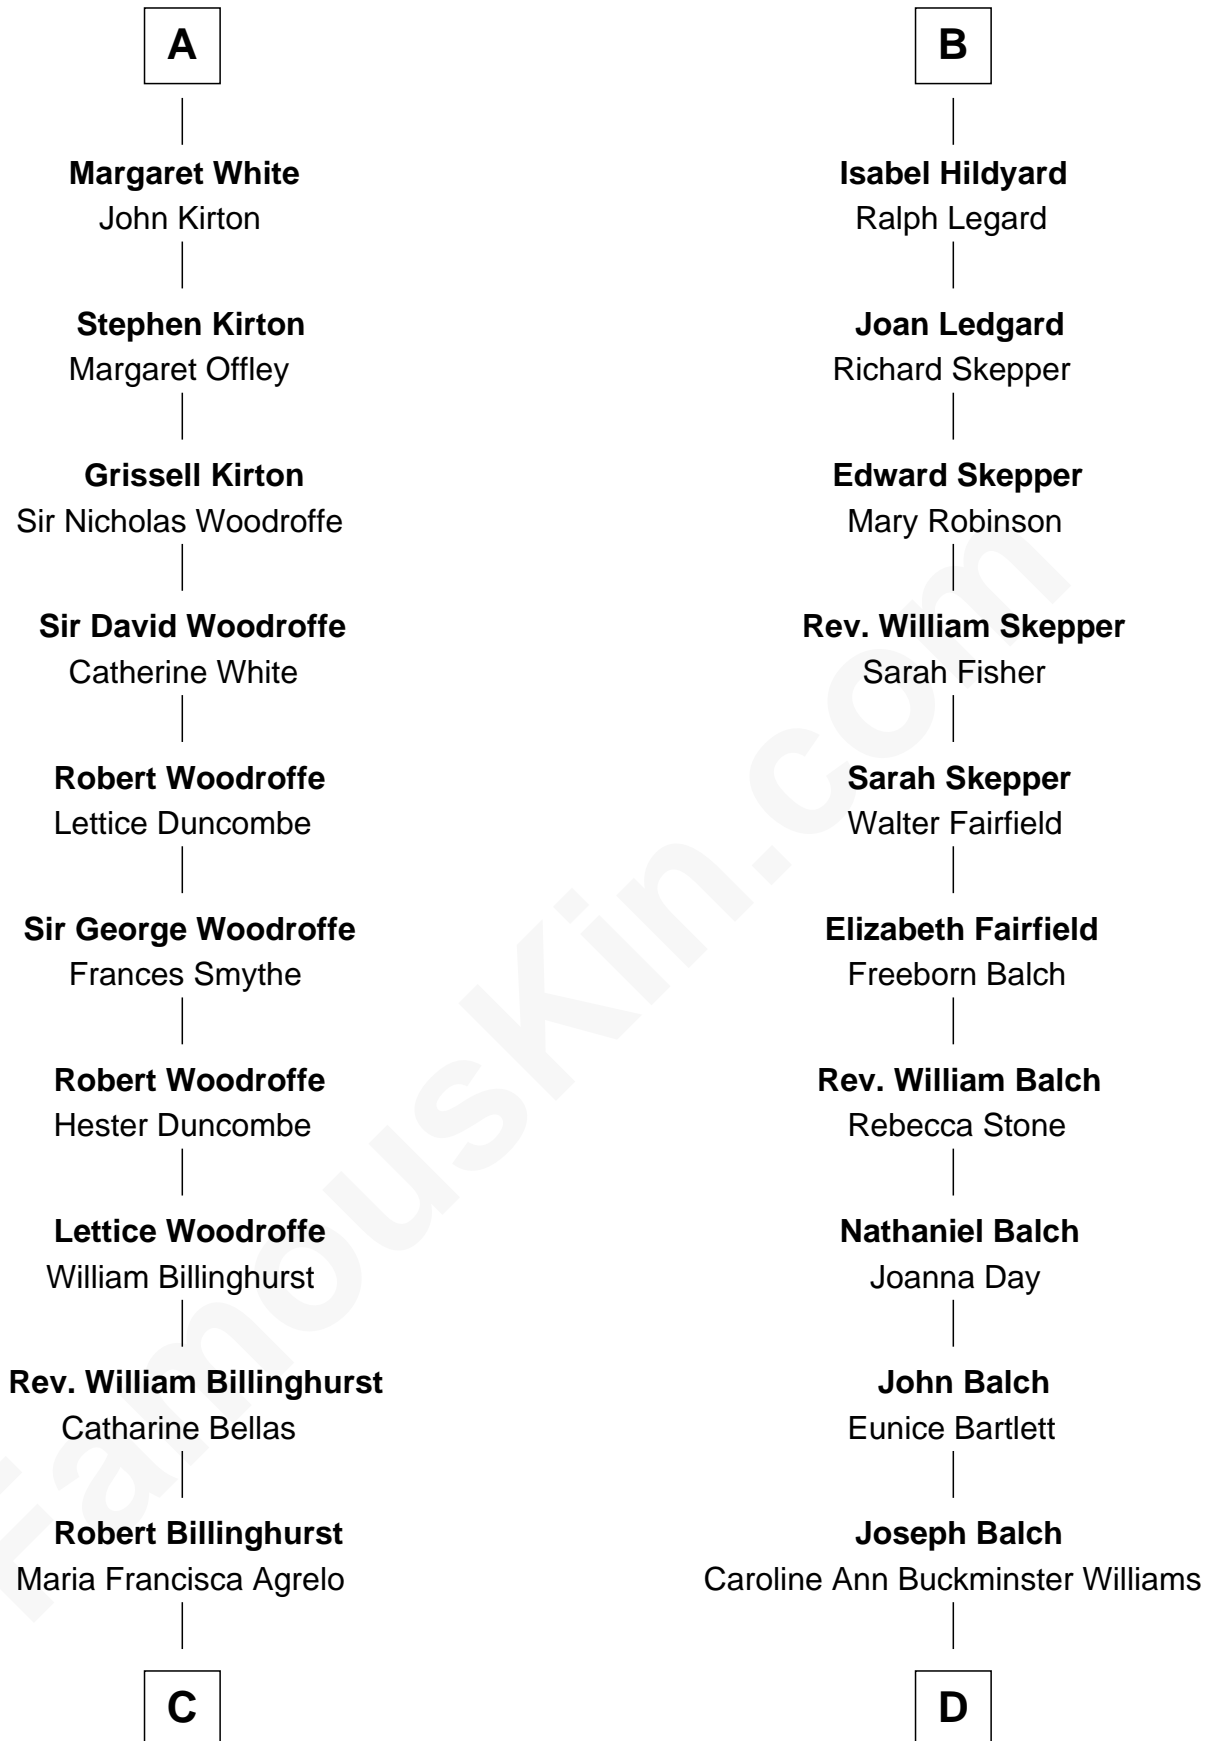 A
Margaret White
John Kirton
Stephen Kirton
Margaret Offley
Grissell Kirton
Sir Nicholas Woodroffe
Sir David Woodroffe
Catherine White
Robert Woodroffe
Lettice Duncombe
Sir George Woodroffe
Frances Smythe
Robert Woodroffe
Hester Duncombe
Lettice Woodroffe
William Billinghurst
Rev. William Billinghurst
Catharine Bellas
Robert Billinghurst
Maria Francisca Agrelo
C
B
Isabel Hildyard
Ralph Legard
Joan Ledgard
Richard Skepper
Edward Skepper
Mary Robinson
Rev. William Skepper
Sarah Fisher
Sarah Skepper
Walter Fairfield
Elizabeth Fairfield
Freeborn Balch
Rev. William Balch
Rebecca Stone
Nathaniel Balch
Joanna Day
John Balch
Eunice Bartlett
Joseph Balch
Caroline Ann Buckminster Williams
D
FamousKin.com